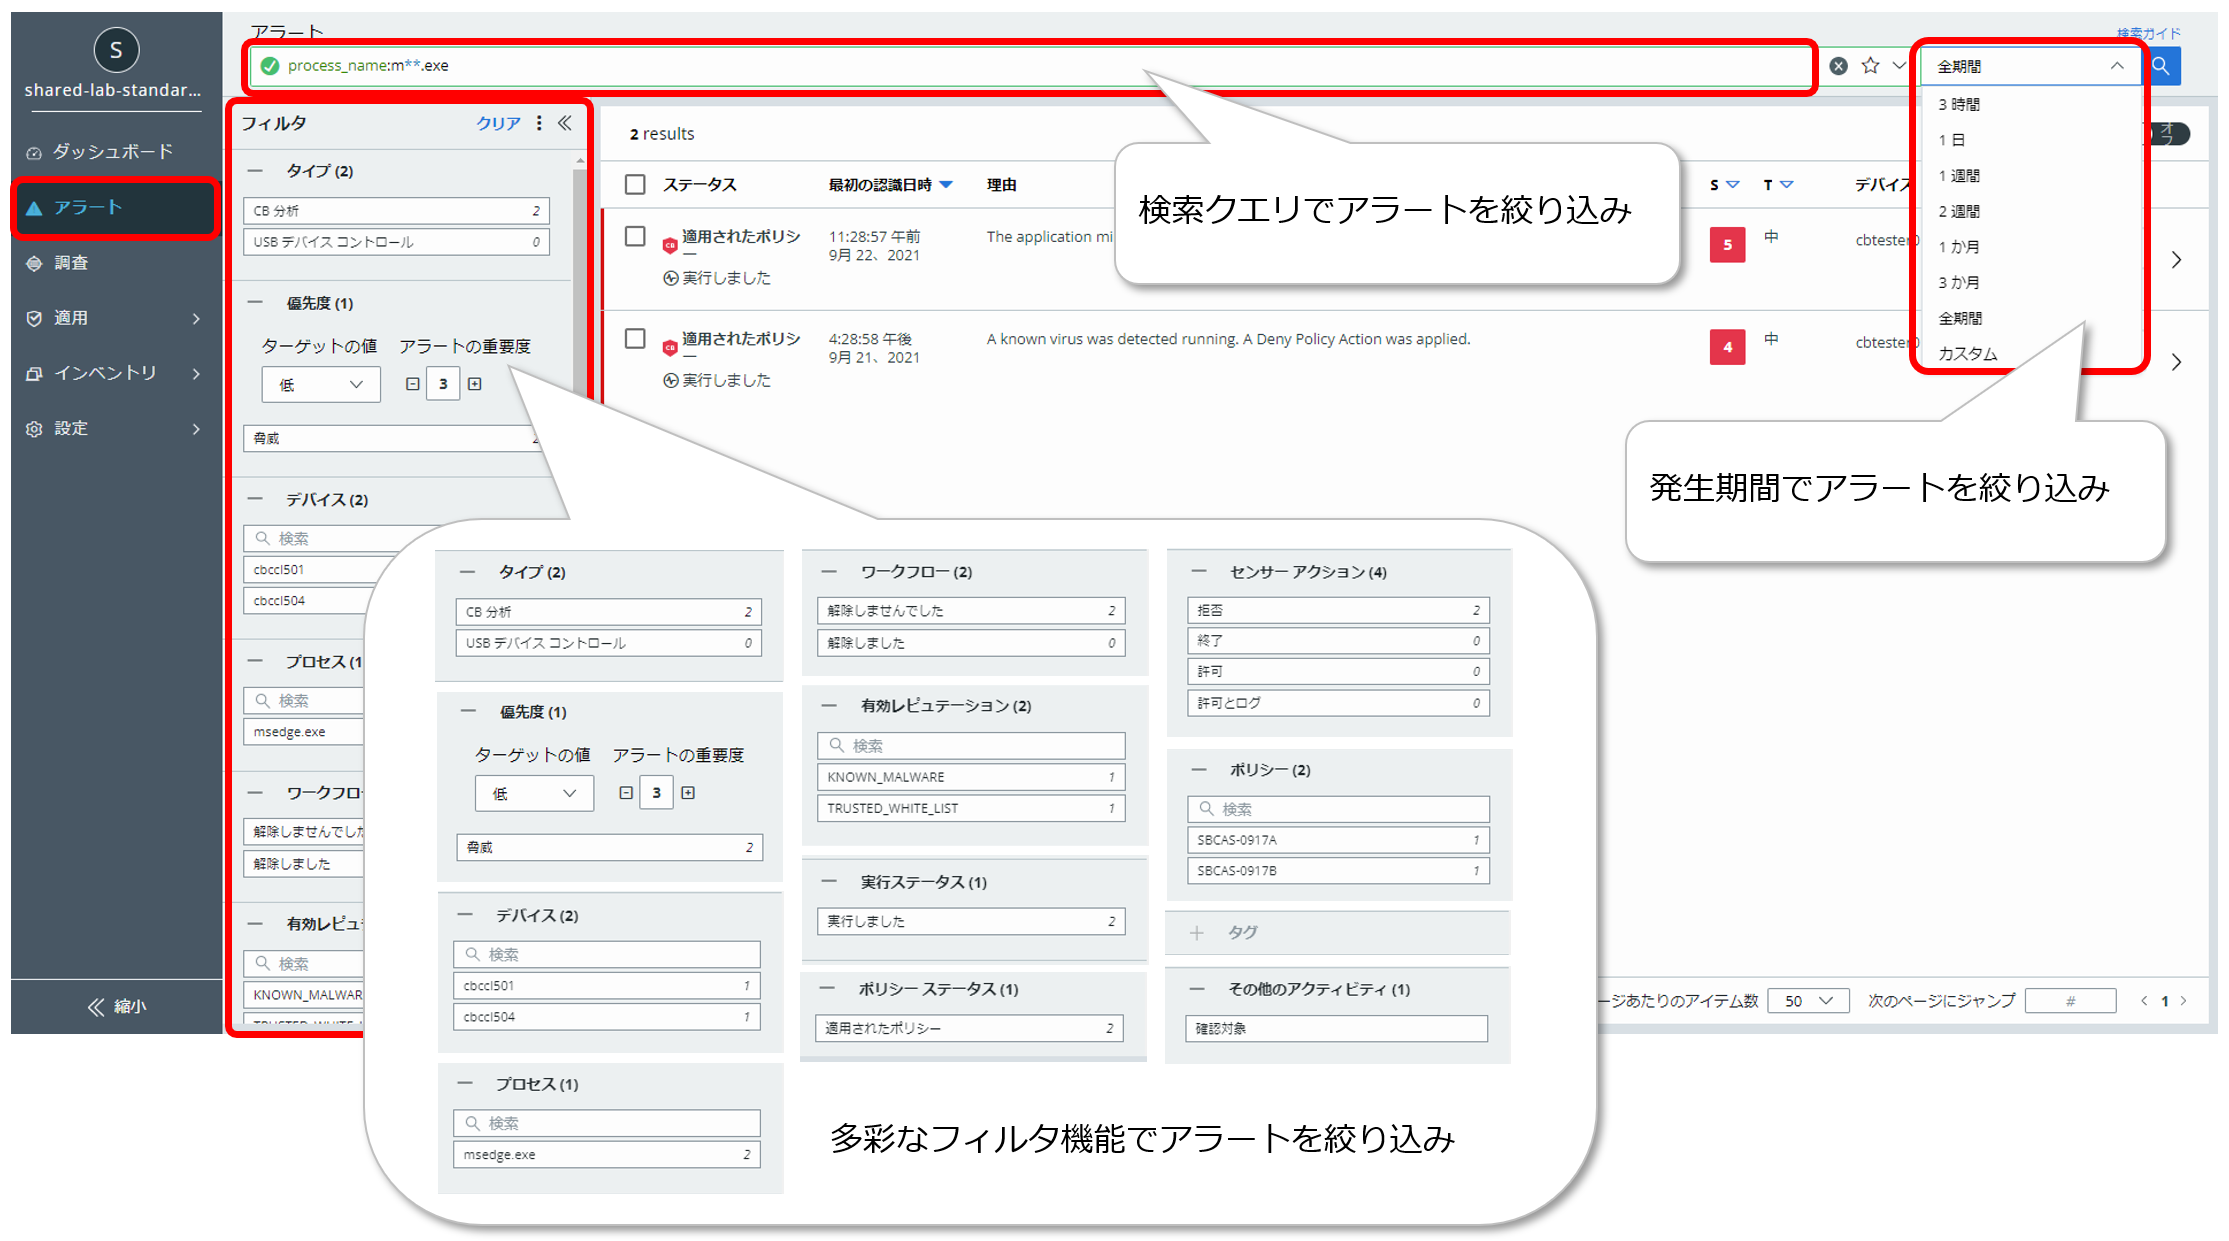 S
shared-lab-standar...
ダッシュボード
アラート
調査
適用
インベントリ
設定
縮小
アラート
検索ガイド
process_name:m**.exe
全期間
3 時間
1 日
1 週間
2 週間
1 か月
3 か月
全期間
カスタム
オフ
フィルタ
クリア
タイプ (2)
CB 分析 2
USB デバイス コントロール 0
優先度 (1)
ターゲットの値 アラートの重要度
低 3
脅威
デバイス (2)
検索
cbccl501
cbccl504
プロセス (1
検索
msedge.exe
ワークフロ
解除しませんでした
解除しました
有効レピュ
検索
KNOWN_MALWAR
2 results
ステータス 最初の認識日時 理由 S T デバイス
適用されたポリシー
実行しました
11:28:57 午前
9月 22、2021
The application mi
5 中 cbtester0
適用されたポリシー
実行しました
4:28:58 午後
9月 21、2021
A known virus was detected running. A Deny Policy Action was applied.
4 中 cbtester0
検索クエリでアラートを絞り込み
発生期間でアラートを絞り込み
タイプ (2)
CB 分析 2
USB デバイス コントロール 0
優先度 (1)
ターゲットの値 アラートの重要度
低 3
脅威 2
デバイス (2)
検索
cbccl501 1
cbccl504 1
プロセス (1)
検索
msedge.exe 2
ワークフロー (2)
解除しませんでした 2
解除しました 0
有効レピュテーション (2)
検索
KNOWN_MALWARE 1
TRUSTED_WHITE_LIST 1
実行ステータス (1)
実行しました 2
ポリシー ステータス (1)
適用されたポリシー 2
センサー アクション (4)
拒否 2
終了 0
許可 0
許可とログ 0
ポリシー (2)
検索
SBCAS-0917A 1
SBCAS-0917B 1
タグ
その他のアクティビティ (1)
確認対象
多彩なフィルタ機能でアラートを絞り込み
ージあたりのアイテム数 50 次のページにジャンプ # 1